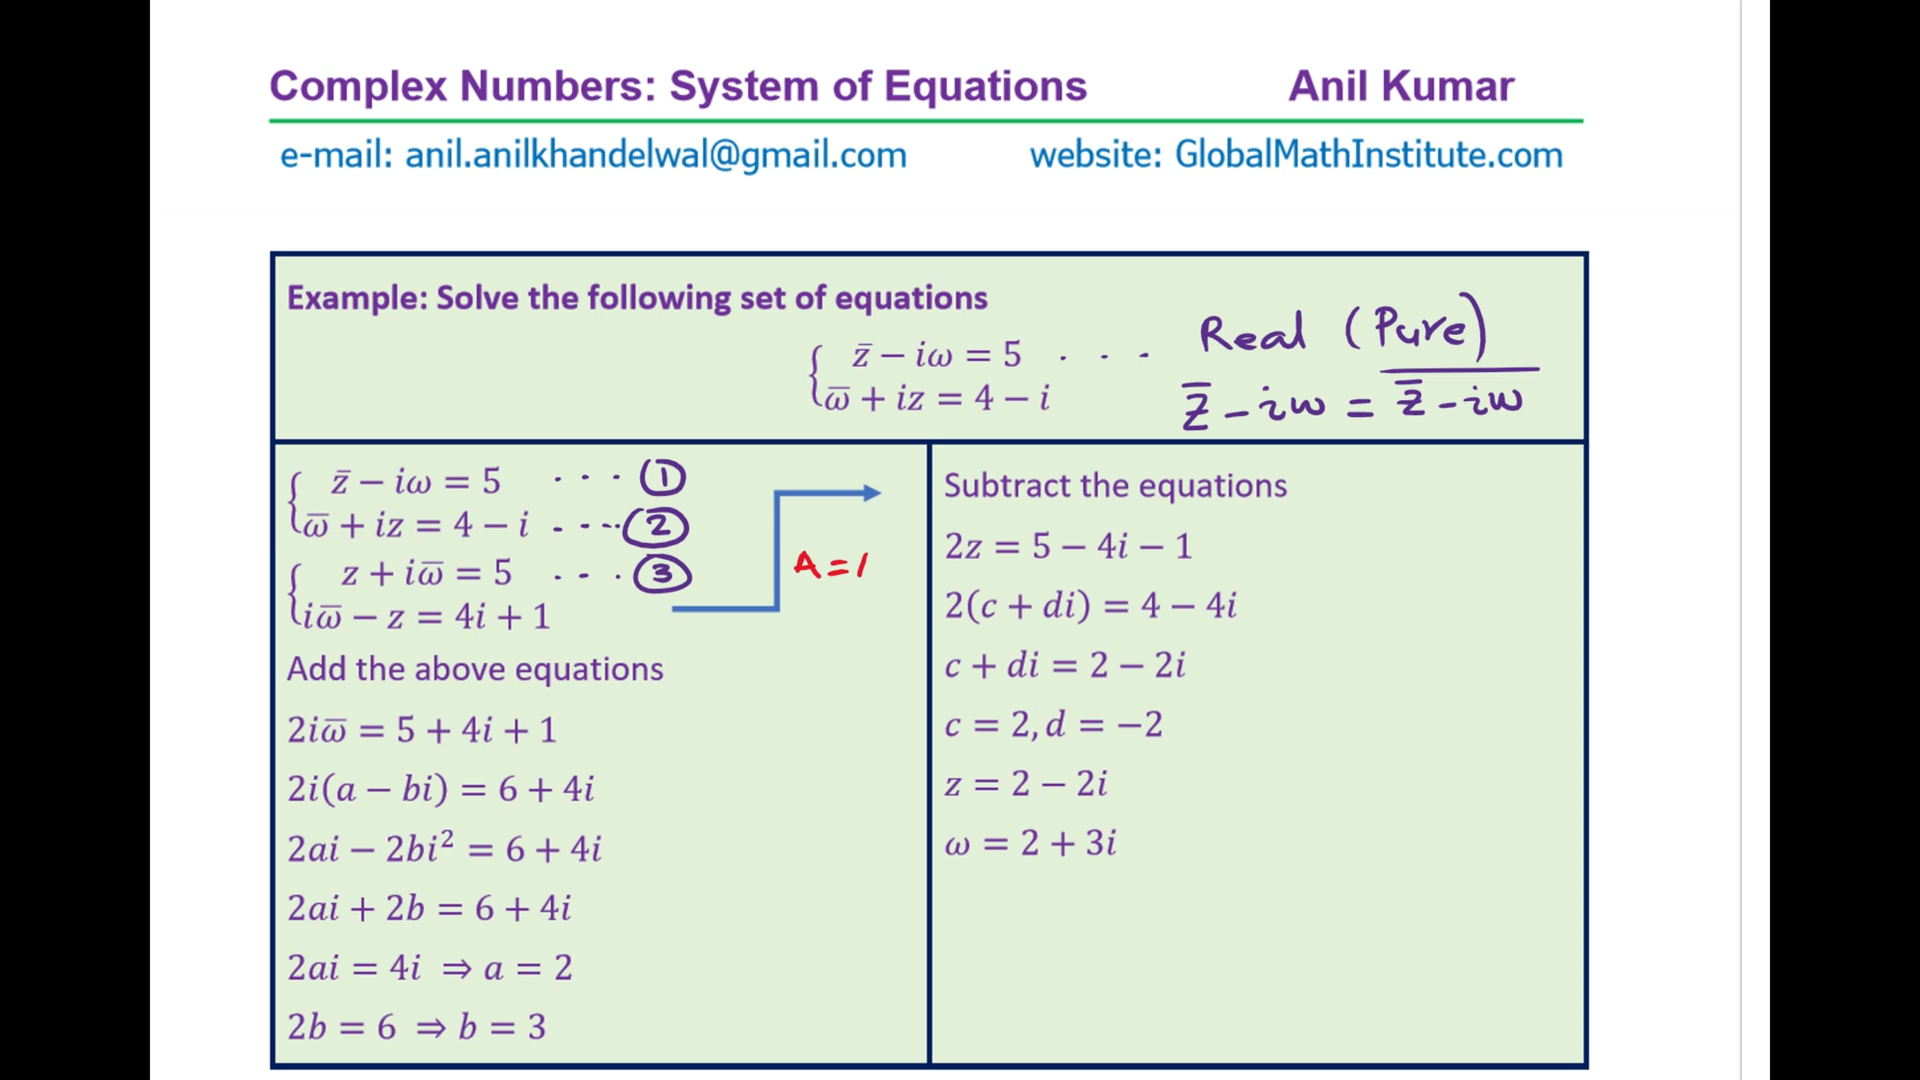 Complex Numbers: System of Equations Anil Kumar
e-mail: anil.anilkhandelwal@gmail.com website: GlobalMathInstitute.com
Example: Solve the following set of equations
z̄ − iω = 5 . . . Real (Pure)
ω̄ + iz = 4 − i
z̄ − iω = \overline{z̄ − iω}
z̄ − iω = 5 . . . ①
ω̄ + iz = 4 − i . . . . ②
z + iω̄ = 5 . . . ③
iω̄ − z = 4i + 1
A = 1
Add the above equations
2iω̄ = 5 + 4i + 1
2i(a − bi) = 6 + 4i
2ai − 2bi² = 6 + 4i
2ai + 2b = 6 + 4i
2ai = 4i ⇒ a = 2
2b = 6 ⇒ b = 3
Subtract the equations
2z = 5 − 4i − 1
2(c + di) = 4 − 4i
c + di = 2 − 2i
c = 2, d = −2
z = 2 − 2i
ω = 2 + 3i